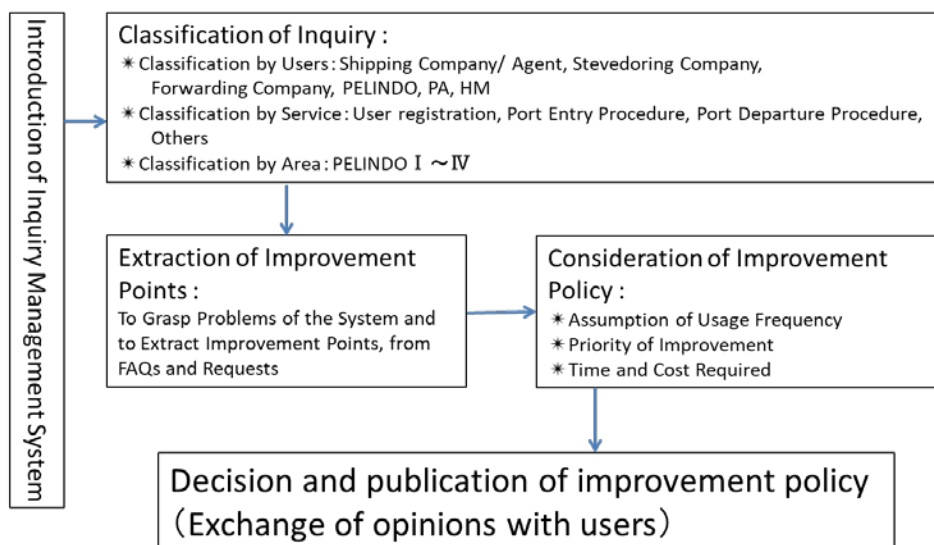 Introduction of Inquiry Management System
Classification of Inquiry :
✴ Classification by Users : Shipping Company/ Agent, Stevedoring Company,
Forwarding Company, PELINDO, PA, HM
✴ Classification by Service : User registration, Port Entry Procedure, Port Departure Procedure,
Others
✴ Classification by Area : PELINDO Ⅰ ～Ⅳ
Extraction of Improvement
Points :
To Grasp Problems of the System and
to Extract Improvement Points, from
FAQs and Requests
Consideration of Improvement
Policy :
✴ Assumption of Usage Frequency
✴ Priority of Improvement
✴ Time and Cost Required
Decision and publication of improvement policy
（Exchange of opinions with users）